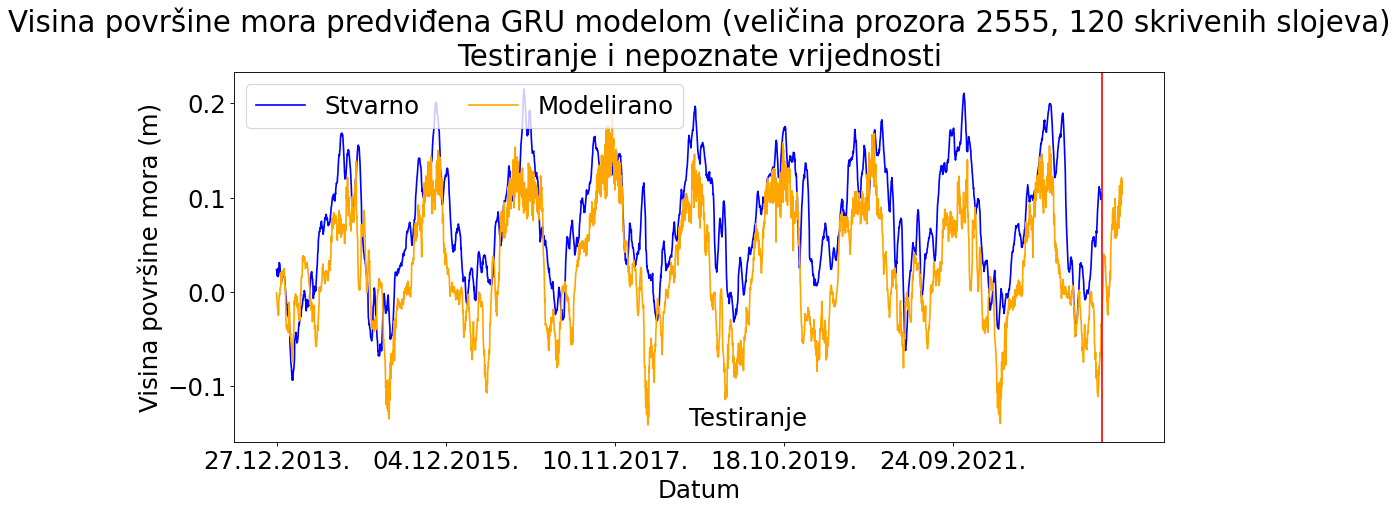 Visina površine mora predviđena GRU modelom (veličina prozora 2555, 120 skrivenih slojeva)
Testiranje i nepoznate vrijednosti
Stvarno
Modelirano
Visina površine mora (m)
0.2
0.1
0.0
−0.1
Testiranje
27.12.2013.
04.12.2015.
10.11.2017.
18.10.2019.
24.09.2021.
Datum